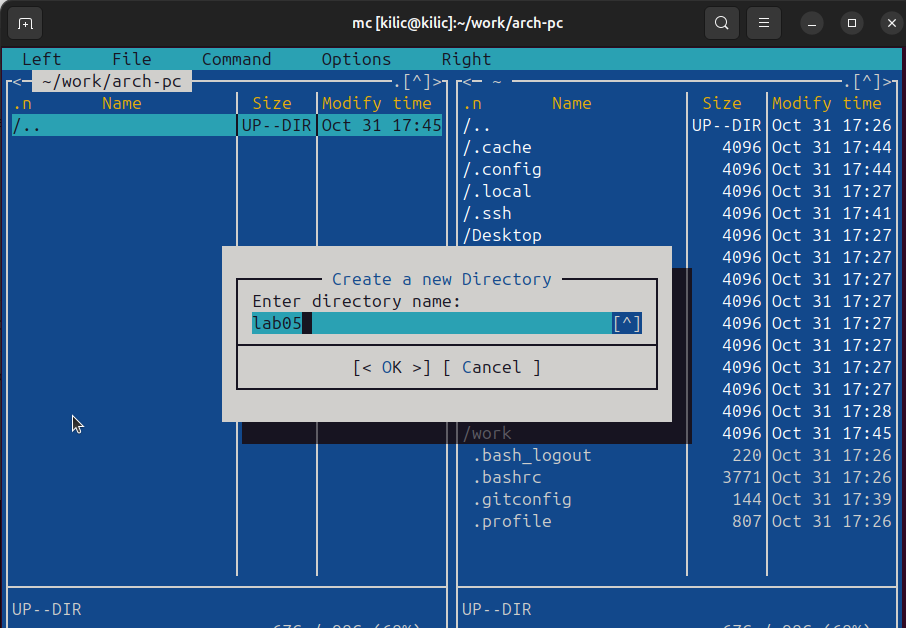 mc [kilic@kilic]:~/work/arch-pc
Left File Command Options Right
<─ ~/work/arch-pc .[^]>
.n Name Size Modify time
/.. UP--DIR Oct 31 17:45
<─ ~ .[^]>
.n Name Size Modify time
/.. UP--DIR Oct 31 17:26
/.cache 4096 Oct 31 17:44
/.config 4096 Oct 31 17:44
/.local 4096 Oct 31 17:27
/.ssh 4096 Oct 31 17:41
/Desktop 4096 Oct 31 17:27
4096 Oct 31 17:27
4096 Oct 31 17:27
4096 Oct 31 17:27
4096 Oct 31 17:27
4096 Oct 31 17:27
4096 Oct 31 17:27
4096 Oct 31 17:27
4096 Oct 31 17:28
/work 4096 Oct 31 17:45
.bash_logout 220 Oct 31 17:26
.bashrc 3771 Oct 31 17:26
.gitconfig 144 Oct 31 17:39
.profile 807 Oct 31 17:26
Create a new Directory
Enter directory name:
lab05 [^]
[< OK >] [ Cancel ]
UP--DIR
UP--DIR